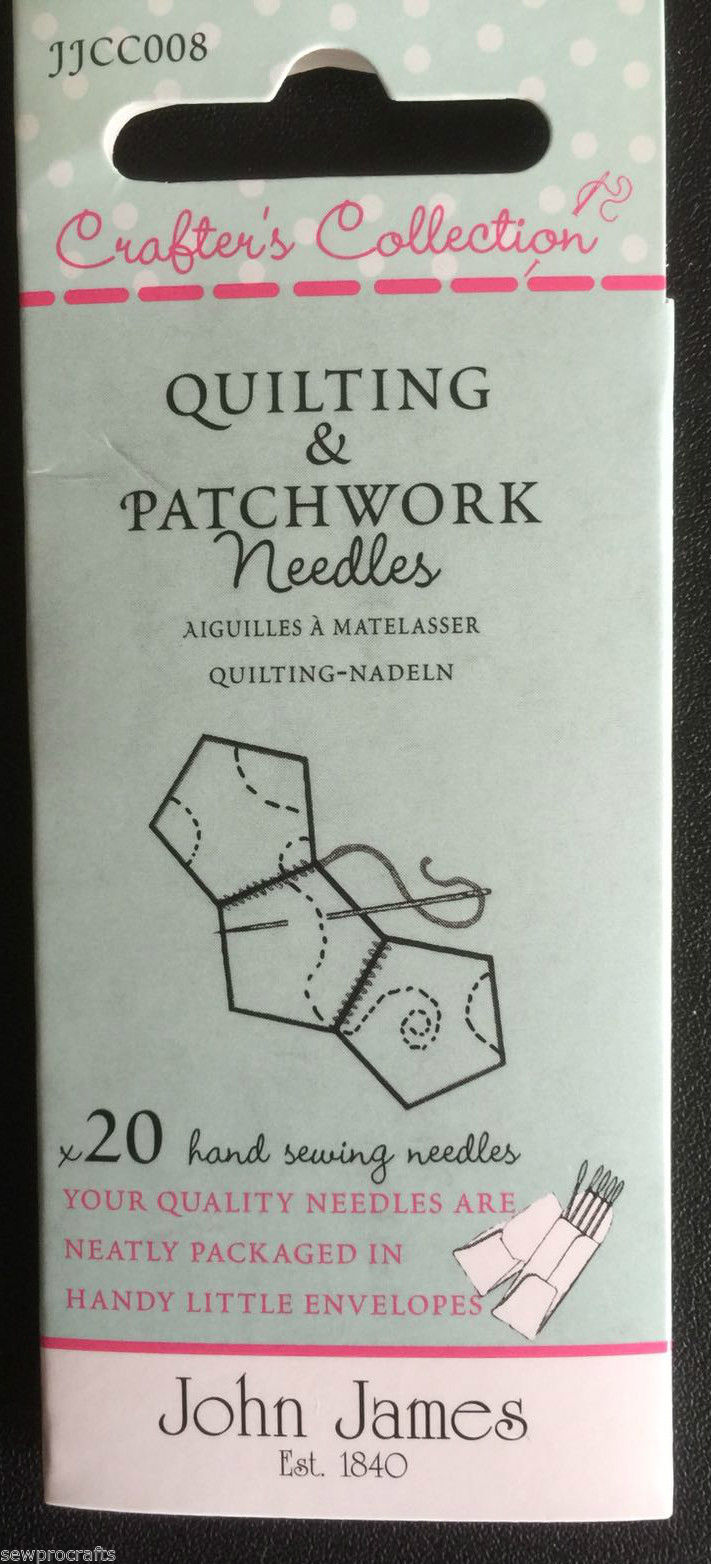 JJCC008
Crafter's Collection
QUILTING
&
PATCHWORK
Needles
AIGUILLES À MATELASSER
QUILTING-NADELN
x20 hand sewing needles
YOUR QUALITY NEEDLES ARE
NEATLY PACKAGED IN
HANDY LITTLE ENVELOPES
John James
Est. 1840
sewprocrafts